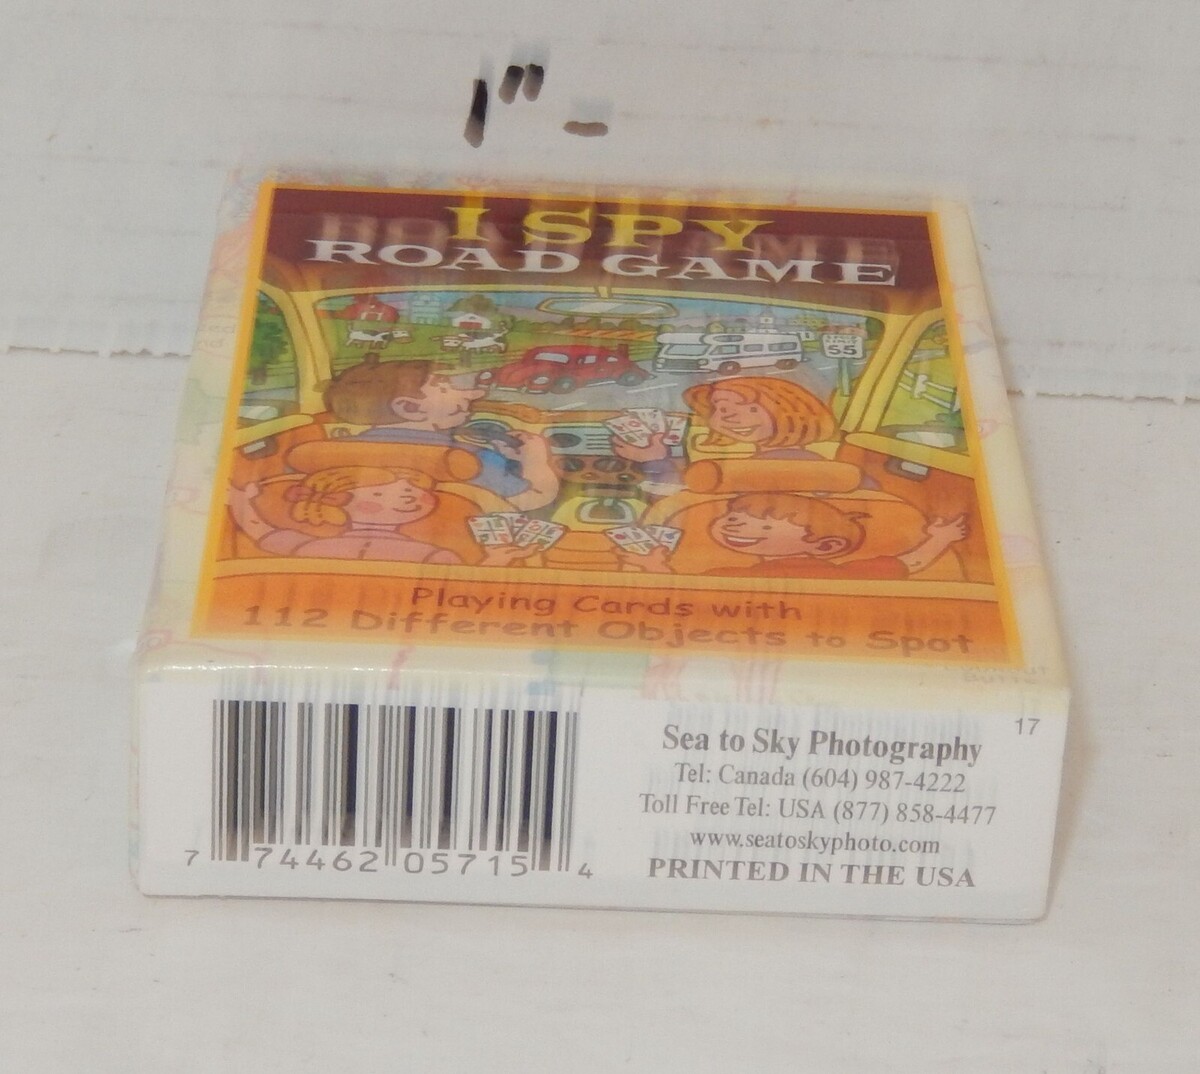 1" -
I SPY
ROAD GAME
55
Playing Cards with
112 Different Objects to Spot
17
Sea to Sky Photography
Tel: Canada (604) 987-4222
Toll Free Tel: USA (877) 858-4477
www.seatoskyphoto.com
PRINTED IN THE USA
7 74462 05715 4